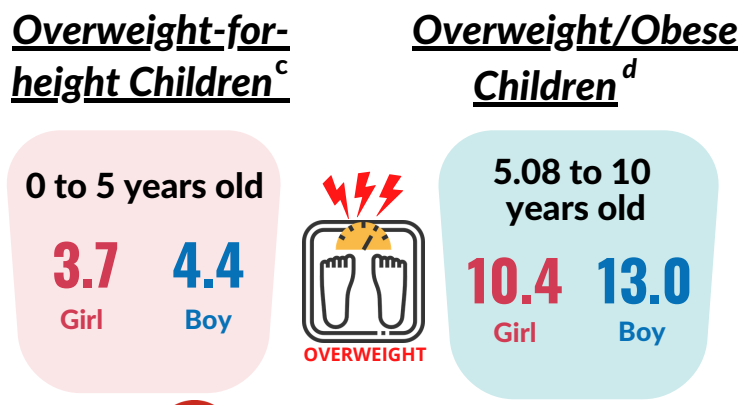 Overweight-for-
height Children c
Overweight/Obese
Children d
0 to 5 years old
3.7 4.4
Girl Boy
OVERWEIGHT
5.08 to 10
years old
10.4 13.0
Girl Boy